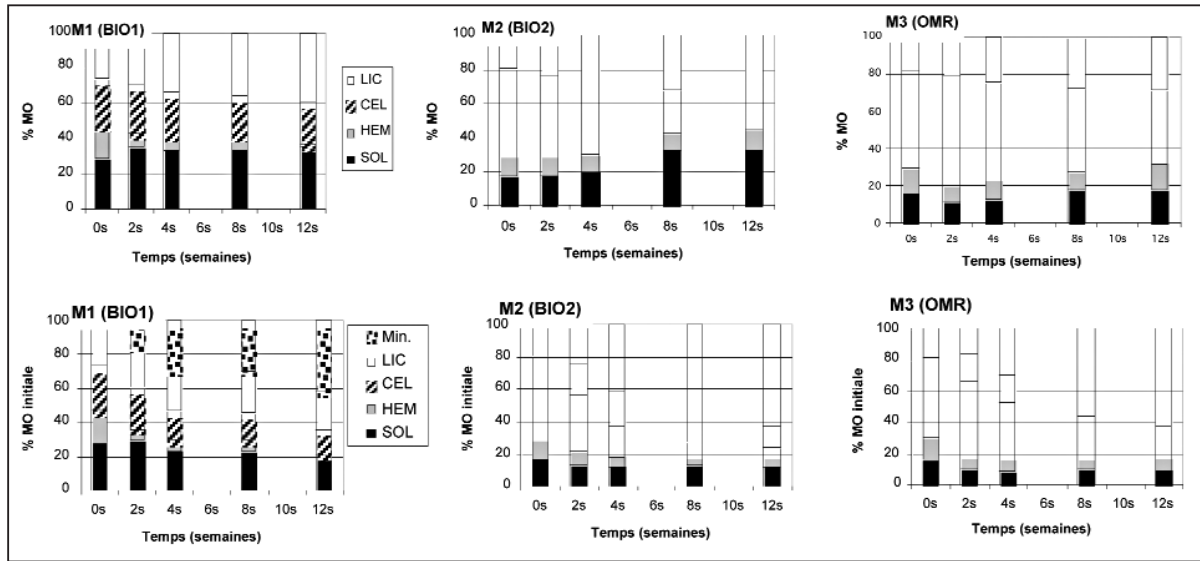 M1 (BIO1)
% MO
100
80
60
40
20
0
0s 2s 4s 6s 8s 10s 12s
Temps (semaines)
LIC
CEL
HEM
SOL
M2 (BIO2)
% MO
100
80
60
40
20
0
0s 2s 4s 6s 8s 10s 12s
Temps (semaines)
M3 (OMR)
% MO
100
80
60
40
20
0
0s 2s 4s 6s 8s 10s 12s
Temps (semaines)
M1 (BIO1)
% MO initiale
100
80
60
40
20
0
0s 2s 4s 6s 8s 10s 12s
Temps (semaines)
Min.
LIC
CEL
HEM
SOL
M2 (BIO2)
% MO initiale
100
80
60
40
20
0
0s 2s 4s 6s 8s 10s 12s
Temps (semaines)
M3 (OMR)
% MO initiale
100
80
60
40
20
0
0s 2s 4s 6s 8s 10s 12s
Temps (semaines)